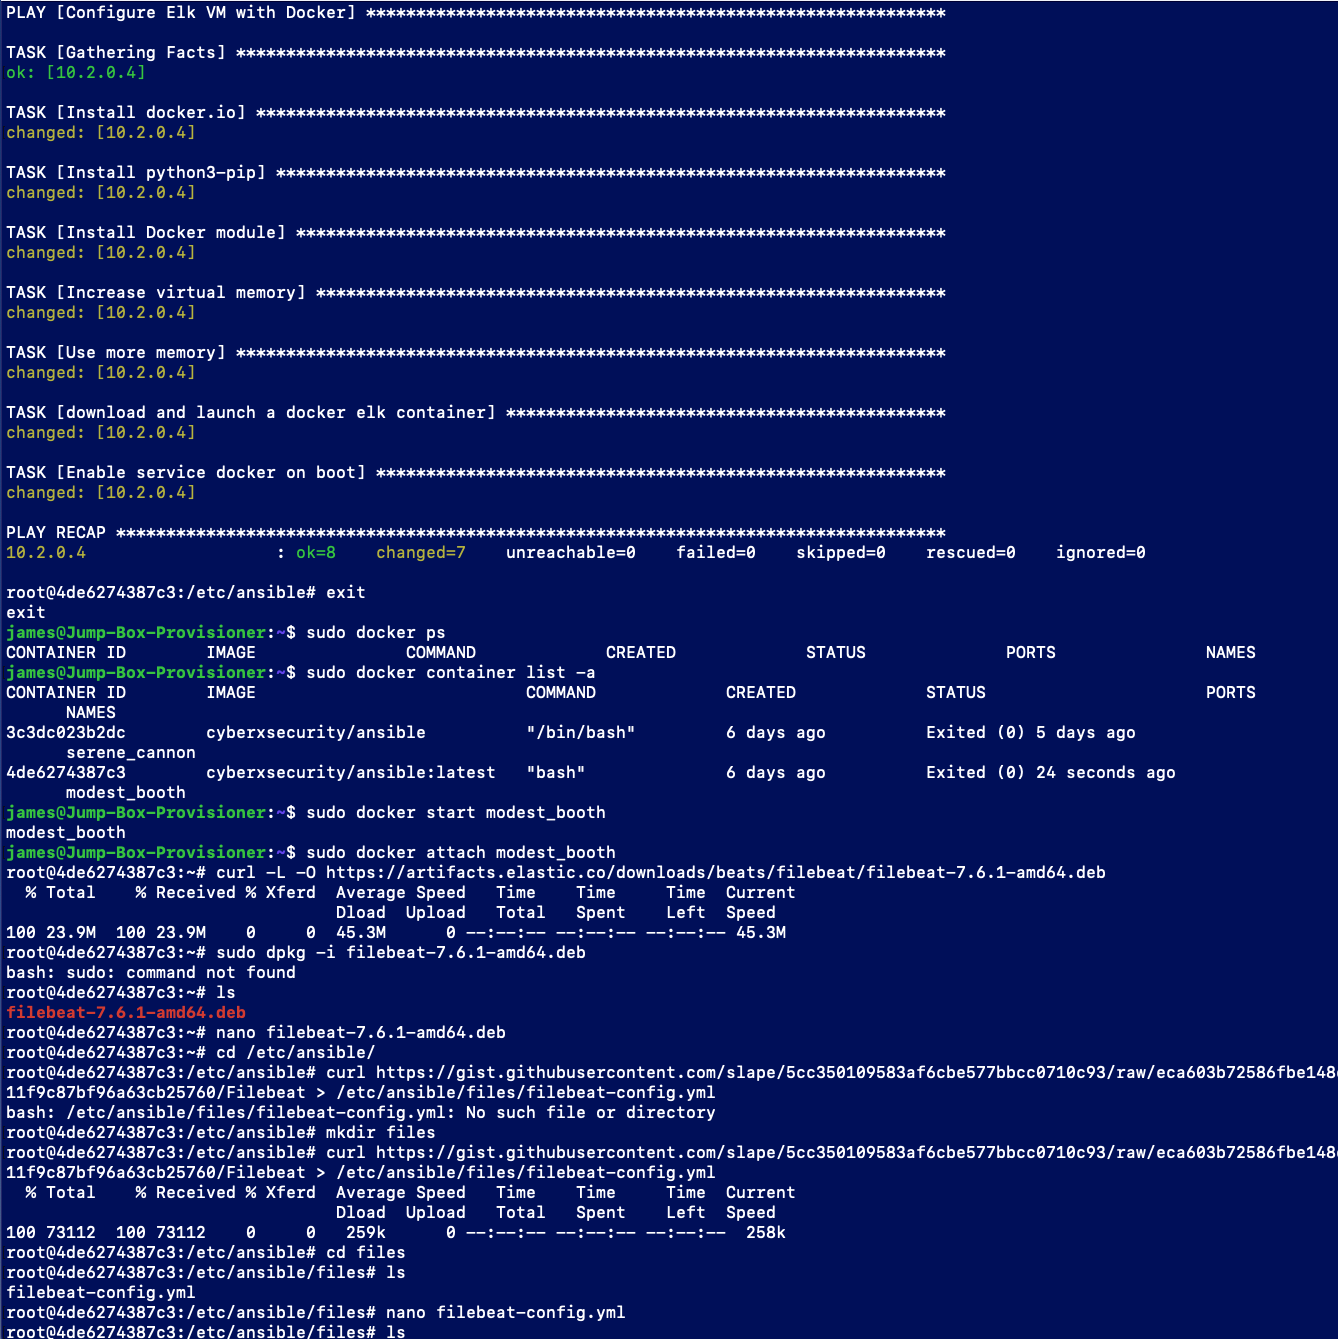 PLAY [Configure Elk VM with Docker] **********************************************************
TASK [Gathering Facts] ***********************************************************************
ok: [10.2.0.4]
TASK [Install docker.io] *********************************************************************
changed: [10.2.0.4]
TASK [Install python3-pip] *******************************************************************
changed: [10.2.0.4]
TASK [Install Docker module] *****************************************************************
changed: [10.2.0.4]
TASK [Increase virtual memory] ***************************************************************
changed: [10.2.0.4]
TASK [Use more memory] ***********************************************************************
changed: [10.2.0.4]
TASK [download and launch a docker elk container] ********************************************
changed: [10.2.0.4]
TASK [Enable service docker on boot] *********************************************************
changed: [10.2.0.4]
PLAY RECAP ***********************************************************************************
10.2.0.4                   : ok=8    changed=7    unreachable=0    failed=0    skipped=0    rescued=0    ignored=0
root@4de6274387c3:/etc/ansible# exit
exit
james@Jump-Box-Provisioner:~$ sudo docker ps
CONTAINER ID        IMAGE               COMMAND             CREATED             STATUS              PORTS               NAMES
james@Jump-Box-Provisioner:~$ sudo docker container list -a
CONTAINER ID        IMAGE                           COMMAND             CREATED             STATUS                      PORTS
      NAMES
3c3dc023b2dc        cyberxsecurity/ansible          "/bin/bash"         6 days ago          Exited (0) 5 days ago
      serene_cannon
4de6274387c3        cyberxsecurity/ansible:latest   "bash"              6 days ago          Exited (0) 24 seconds ago
      modest_booth
james@Jump-Box-Provisioner:~$ sudo docker start modest_booth
modest_booth
james@Jump-Box-Provisioner:~$ sudo docker attach modest_booth
root@4de6274387c3:~# curl -L -O https://artifacts.elastic.co/downloads/beats/filebeat/filebeat-7.6.1-amd64.deb
  % Total    % Received % Xferd  Average Speed   Time    Time     Time  Current
                                 Dload  Upload   Total   Spent    Left  Speed
100 23.9M  100 23.9M    0     0  45.3M      0 --:--:-- --:--:-- --:--:-- 45.3M
root@4de6274387c3:~# sudo dpkg -i filebeat-7.6.1-amd64.deb
bash: sudo: command not found
root@4de6274387c3:~# ls
filebeat-7.6.1-amd64.deb
root@4de6274387c3:~# nano filebeat-7.6.1-amd64.deb
root@4de6274387c3:~# cd /etc/ansible/
root@4de6274387c3:/etc/ansible# curl https://gist.githubusercontent.com/slape/5cc350109583af6cbe577bbcc0710c93/raw/eca603b72586fbe148
11f9c87bf96a63cb25760/Filebeat > /etc/ansible/files/filebeat-config.yml
bash: /etc/ansible/files/filebeat-config.yml: No such file or directory
root@4de6274387c3:/etc/ansible# mkdir files
root@4de6274387c3:/etc/ansible# curl https://gist.githubusercontent.com/slape/5cc350109583af6cbe577bbcc0710c93/raw/eca603b72586fbe148
11f9c87bf96a63cb25760/Filebeat > /etc/ansible/files/filebeat-config.yml
  % Total    % Received % Xferd  Average Speed   Time    Time     Time  Current
                                 Dload  Upload   Total   Spent    Left  Speed
100 73112  100 73112    0     0   259k      0 --:--:-- --:--:-- --:--:--  258k
root@4de6274387c3:/etc/ansible# cd files
root@4de6274387c3:/etc/ansible/files# ls
filebeat-config.yml
root@4de6274387c3:/etc/ansible/files# nano filebeat-config.yml
root@4de6274387c3:/etc/ansible/files# ls